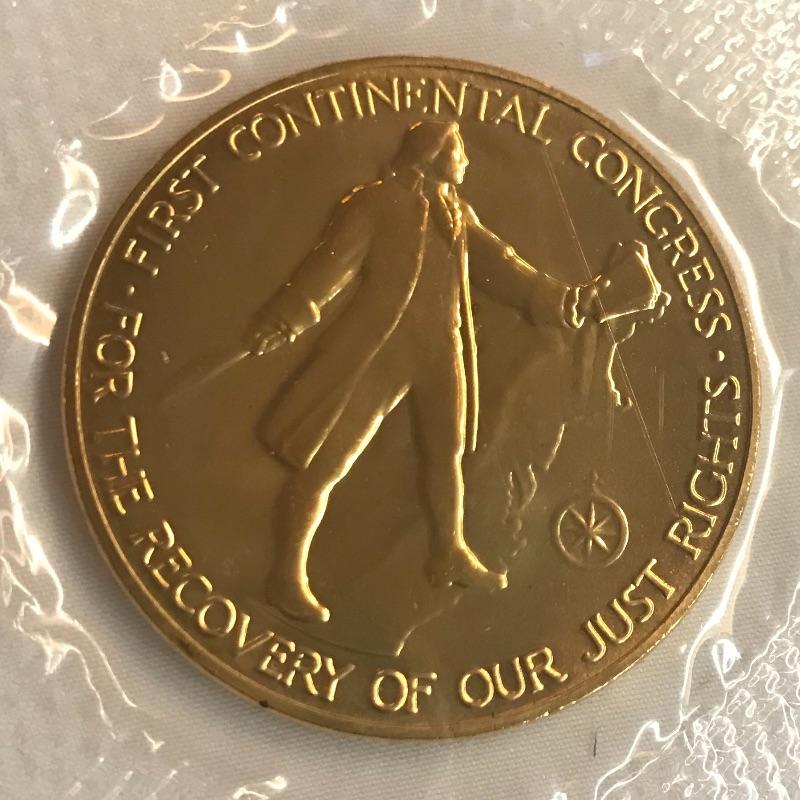 FIRST CONTINENTAL CONGRESS ·
FOR THE RECOVERY OF OUR JUST RIGHTS ·